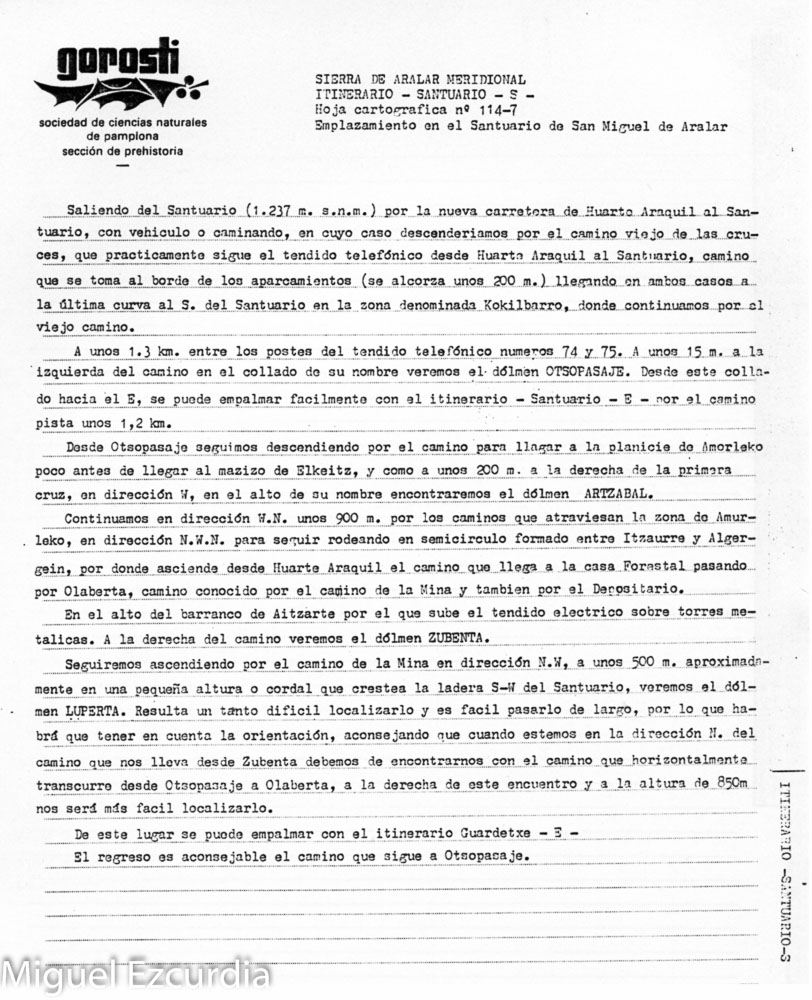 gorosti
sociedad de ciencias naturales
de pamplona
sección de prehistoria
SIERRA DE ARALAR MERIDIONAL
ITINERARIO - SANTUARIO - S -
Hoja cartografica nº 114-7
Emplazamiento en el Santuario de San Miguel de Aralar
Saliendo del Santuario (1.237 m. s.n.m.) por la nueva carretera de Huarte Araquil al San-
tuario, con vehiculo o caminando, en cuyo caso descenderiamos por el camino viejo de las cru-
ces, que practicamente sigue el tendido telefónico desde Huarte Araquil al Santuario, camino
que se toma al borde de los aparcamientos (se alcorza unos 200 m.) llegando en ambos casos a
la última curva al S. del Santuario en la zona denominada Kokilbarro, donde continuamos por el
viejo camino.
A unos 1.3 km. entre los postes del tendido telefónico numeros 74 y 75. A unos 15 m. a la
izquierda del camino en el collado de su nombre veremos el dólmen OTSOPASAJE. Desde este colla-
do hacia el E, se puede empalmar facilmente con el itinerario - Santuario - E - por el camino
pista unos 1,2 km.
Desde Otsopasaje seguimos descendiendo por el camino para llagar a la planicie de Amorleko
poco antes de llegar al mazizo de Elkeitz, y como a unos 200 m. a la derecha de la primera
cruz, en dirección W, en el alto de su nombre encontraremos el dólmen ARTZABAL.
Continuamos en dirección W.N. unos 900 m. por los caminos que atraviesan la zona de Amur-
leko, en dirección N.W.N. para seguir rodeando en semicirculo formado entre Itzaurre y Alger-
gein, por donde asciende desde Huarte Araquil el camino que llega a la casa Forestal pasando
por Olaberta, camino conocido por el camino de la Mina y tambien por el Depositario.
En el alto del barranco de Aitzarte por el que sube el tendido electrico sobre torres me-
talicas. A la derecha del camino veremos el dólmen ZUBENTA.
Seguiremos ascendiendo por el camino de la Mina en dirección N.W, a unos 500 m. aproximada-
mente en una pequeña altura o cordal que crestea la ladera S-W del Santuario, veremos el dól-
men LUPERTA. Resulta un tanto dificil localizarlo y es facil pasarlo de largo, por lo que ha-
brá que tener en cuenta la orientación, aconsejando que cuando estemos en la dirección N. del
camino que nos lleva desde Zubenta debemos de encontrarnos con el camino que horizontalmente
transcurre desde Otsopasaje a Olaberta, a la derecha de este encuentro y a la altura de 850m
nos será más facil localizarlo.
De este lugar se puede empalmar con el itinerario Guardetxe - E -
El regreso es aconsejable el camino que sigue a Otsopasaje.
ITINERARIO -SANTUARIO-S
Miguel Ezcurdia